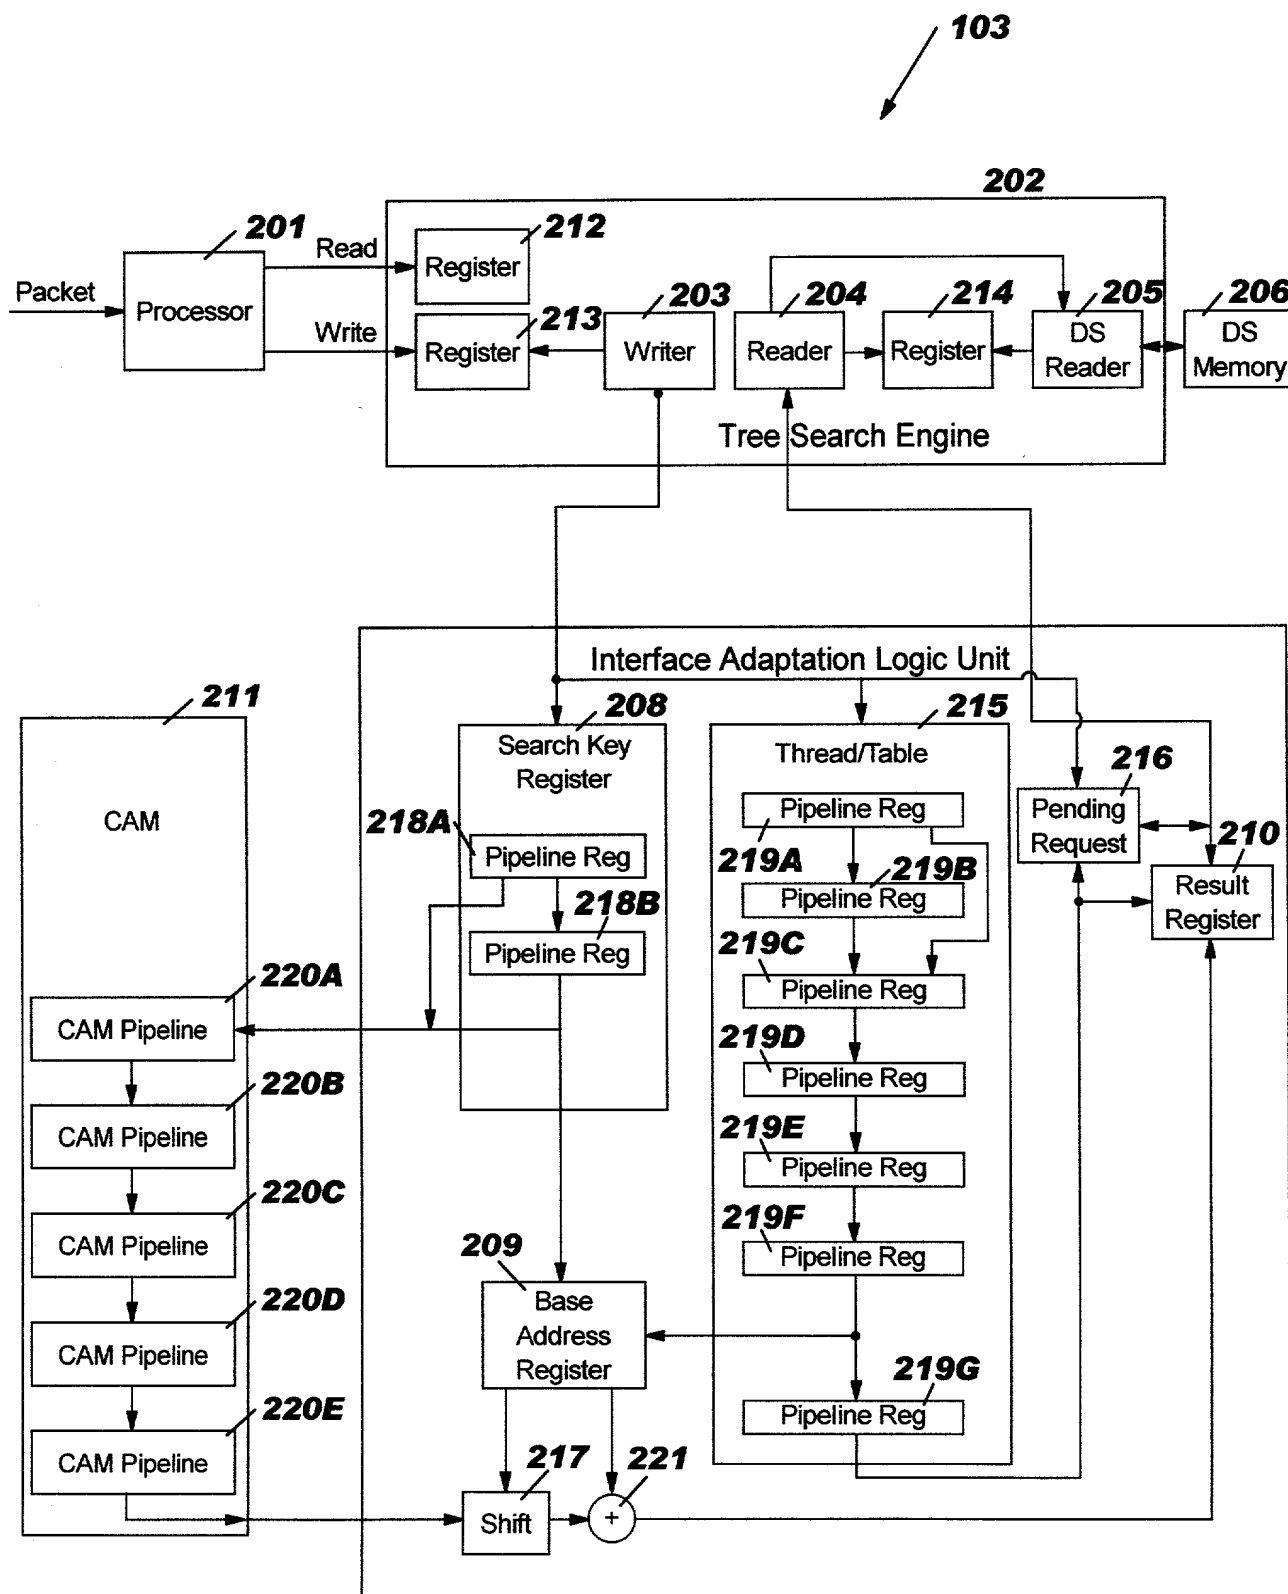 103
202
201
Read
212
Register
Packet
Processor
203
204
214
205
206
213
Write
Register
Writer
Reader
Register
DS
Reader
DS
Memory
Tree Search Engine
Interface Adaptation Logic Unit
211
208
215
Search Key
Register
Thread/Table
216
CAM
218A
Pipeline Reg
Pipeline Reg
219A
Pending
Request
210
219B
Pipeline Reg
218B
Pipeline Reg
Result
Register
219C
Pipeline Reg
220A
CAM Pipeline
219D
Pipeline Reg
220B
CAM Pipeline
219E
Pipeline Reg
220C
CAM Pipeline
219F
Pipeline Reg
209
Base
Address
Register
220D
CAM Pipeline
219G
Pipeline Reg
220E
CAM Pipeline
217
221
Shift
+